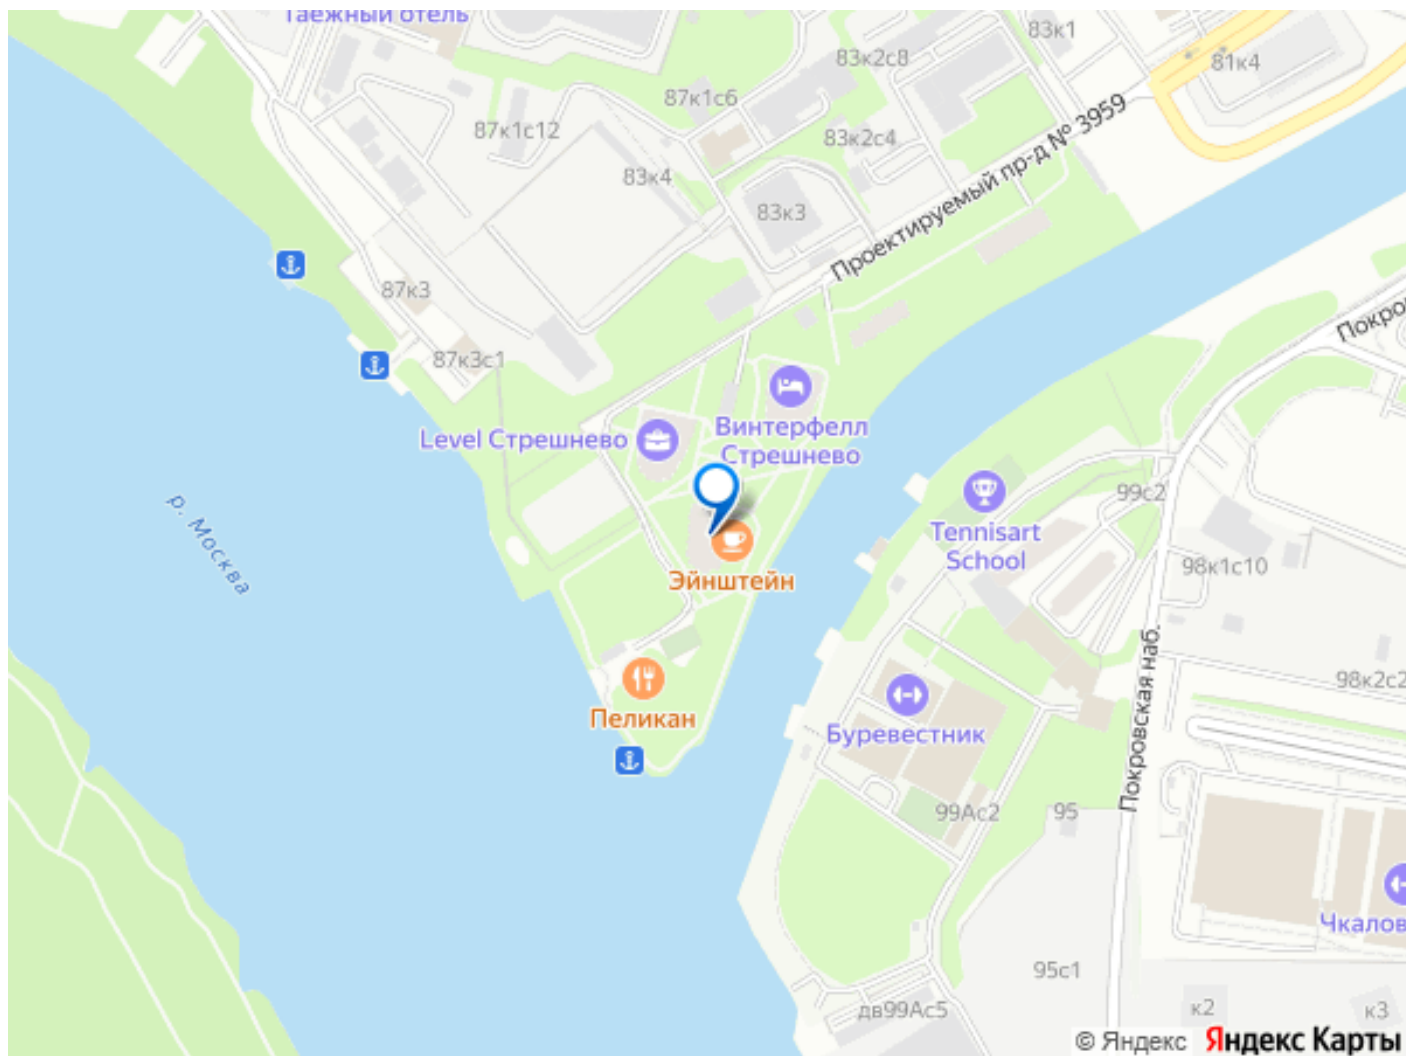 Таёжный отель
83к1
83к2с8
81к4
87к1с6
87к1с12
83к2с4
Проектируемый пр-д № 3959
83к4
83к3
87к3
Покро
87к3с1
Винтерфелл
Стрешнево
Level Стрешнево
р. Москва
99с2
Tennisart
School
98к1с10
Эйнштейн
Покровская наб.
98к2с2
Пеликан
Буревестник
99Ас2
95
Чкалов
95с1
дв99Ас5
к2
к3
© Яндекс Яндекс Карты